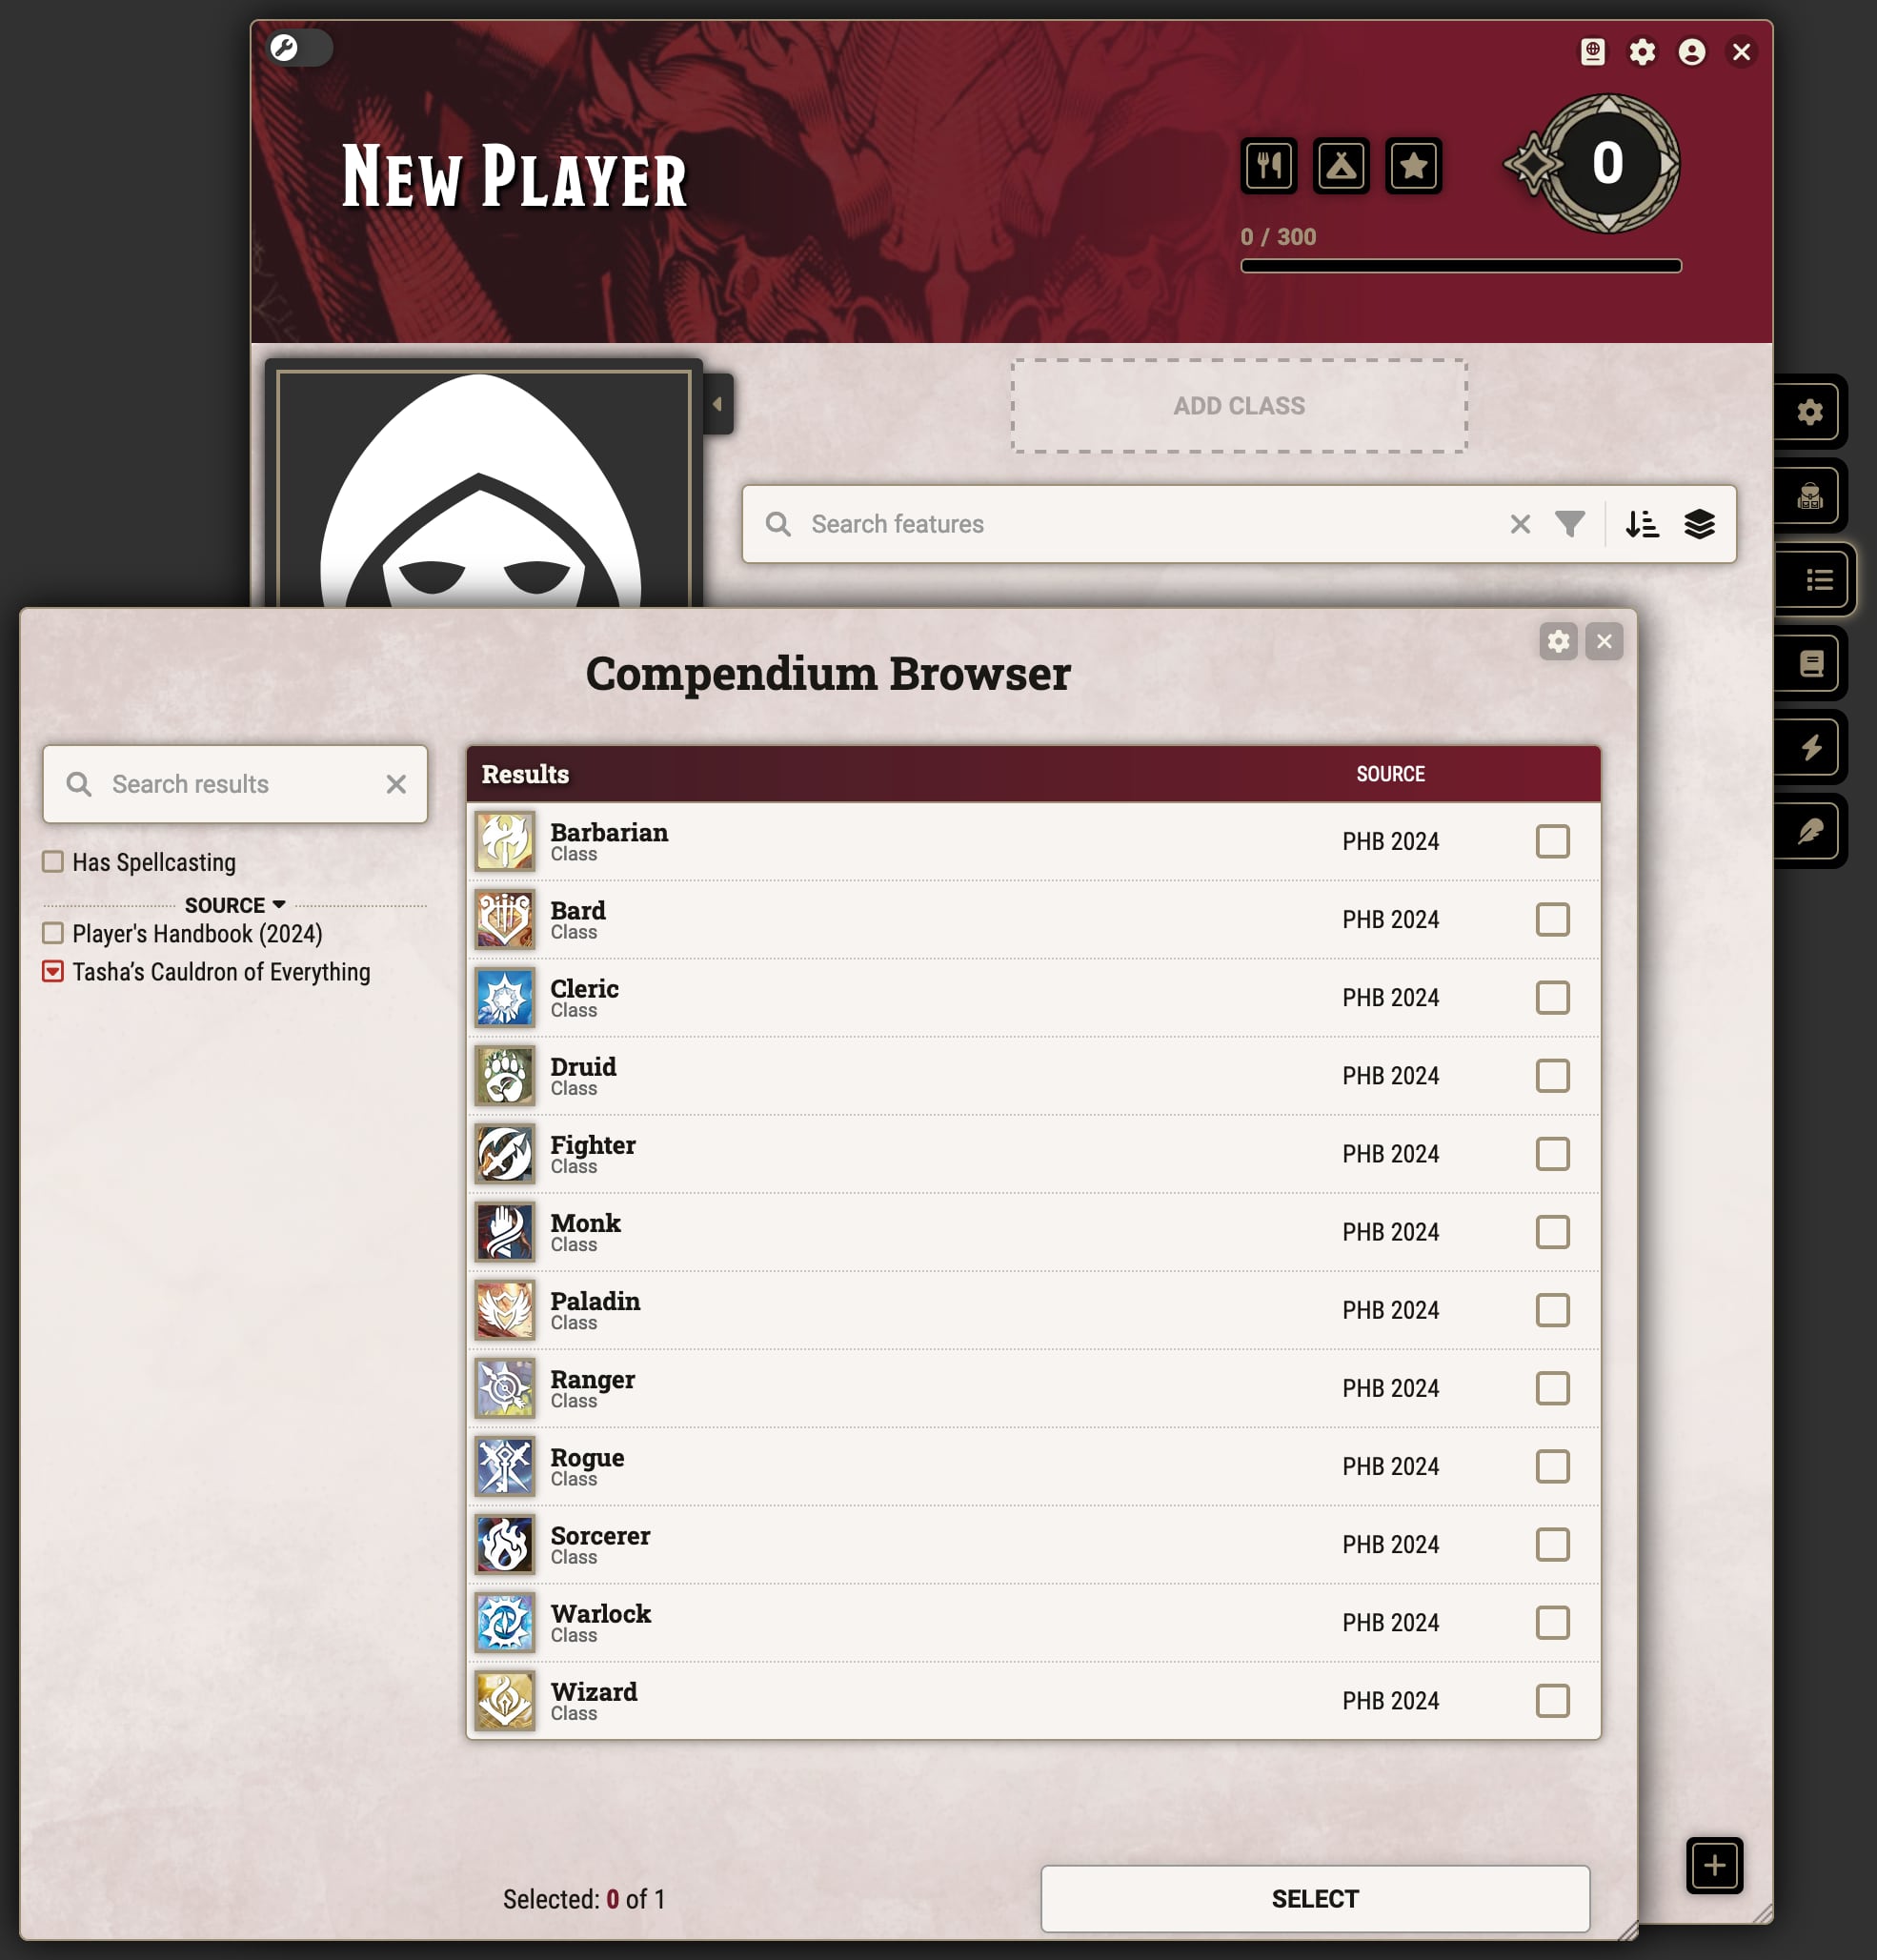 New Player
0
0 / 300
ADD CLASS
Search features
Compendium Browser
Search results
Has Spellcasting
SOURCE
Player's Handbook (2024)
Tasha’s Cauldron of Everything
Results SOURCE
Barbarian
Class
PHB 2024
Bard
Class
PHB 2024
Cleric
Class
PHB 2024
Druid
Class
PHB 2024
Fighter
Class
PHB 2024
Monk
Class
PHB 2024
Paladin
Class
PHB 2024
Ranger
Class
PHB 2024
Rogue
Class
PHB 2024
Sorcerer
Class
PHB 2024
Warlock
Class
PHB 2024
Wizard
Class
PHB 2024
Selected: 0 of 1
SELECT